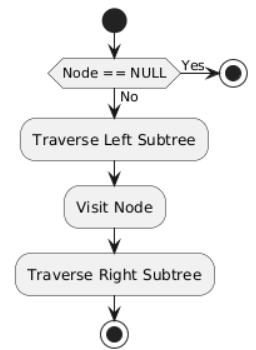 Node == NULL
Yes
No
Traverse Left Subtree
Visit Node
Traverse Right Subtree